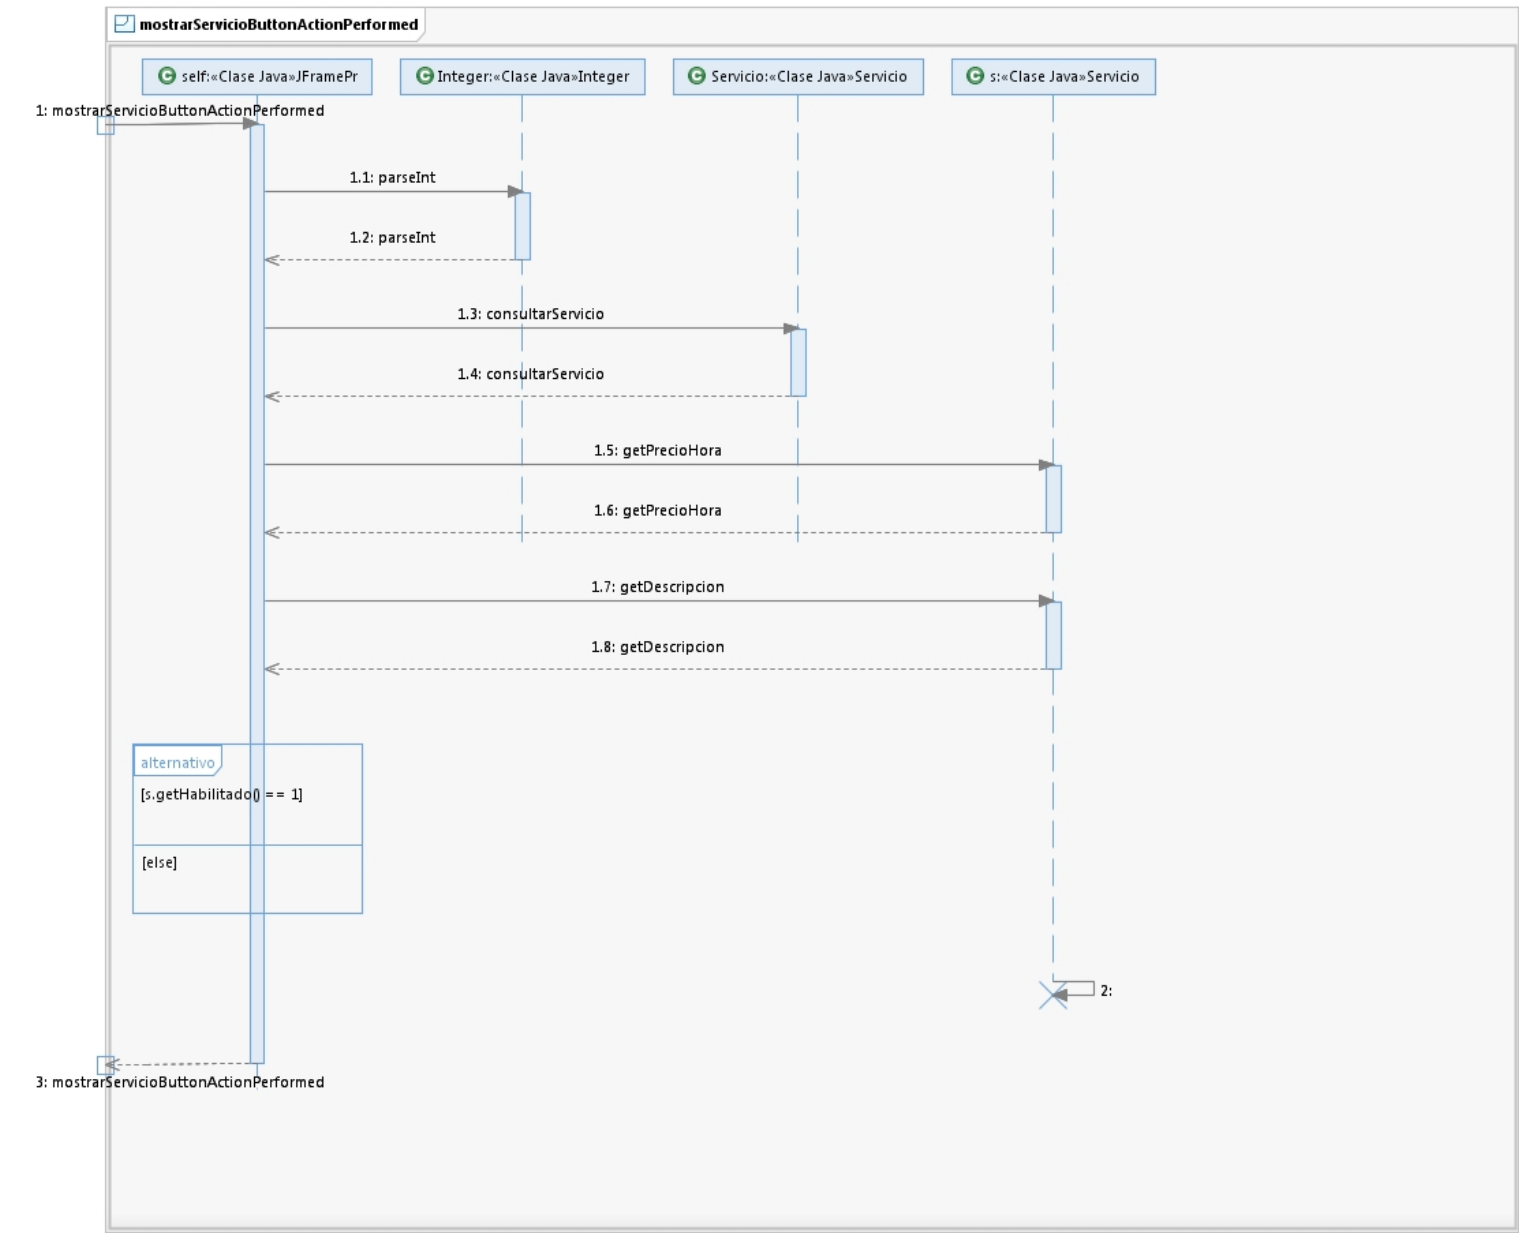 mostrarServicioButtonActionPerformed
self:«Clase Java»JFramePr
Integer:«Clase Java»Integer
Servicio:«Clase Java»Servicio
s:«Clase Java»Servicio
1: mostrarServicioButtonActionPerformed
1.1: parseInt
1.2: parseInt
1.3: consultarServicio
1.4: consultarServicio
1.5: getPrecioHora
1.6: getPrecioHora
1.7: getDescripcion
1.8: getDescripcion
alternativo
[s.getHabilitado() == 1]
[else]
2:
3: mostrarServicioButtonActionPerformed